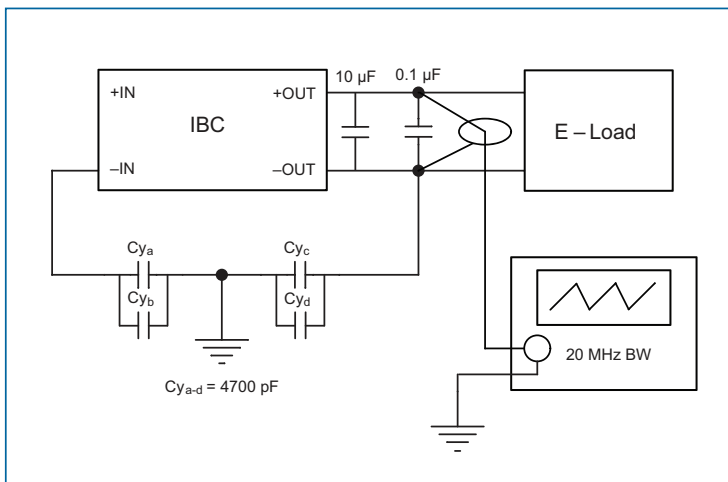 10 µF
0.1 µF
+IN
+OUT
IBC
E – Load
–IN
–OUT
Cya
Cyc
Cyb
Cyd
20 MHz BW
Cya-d = 4700 pF